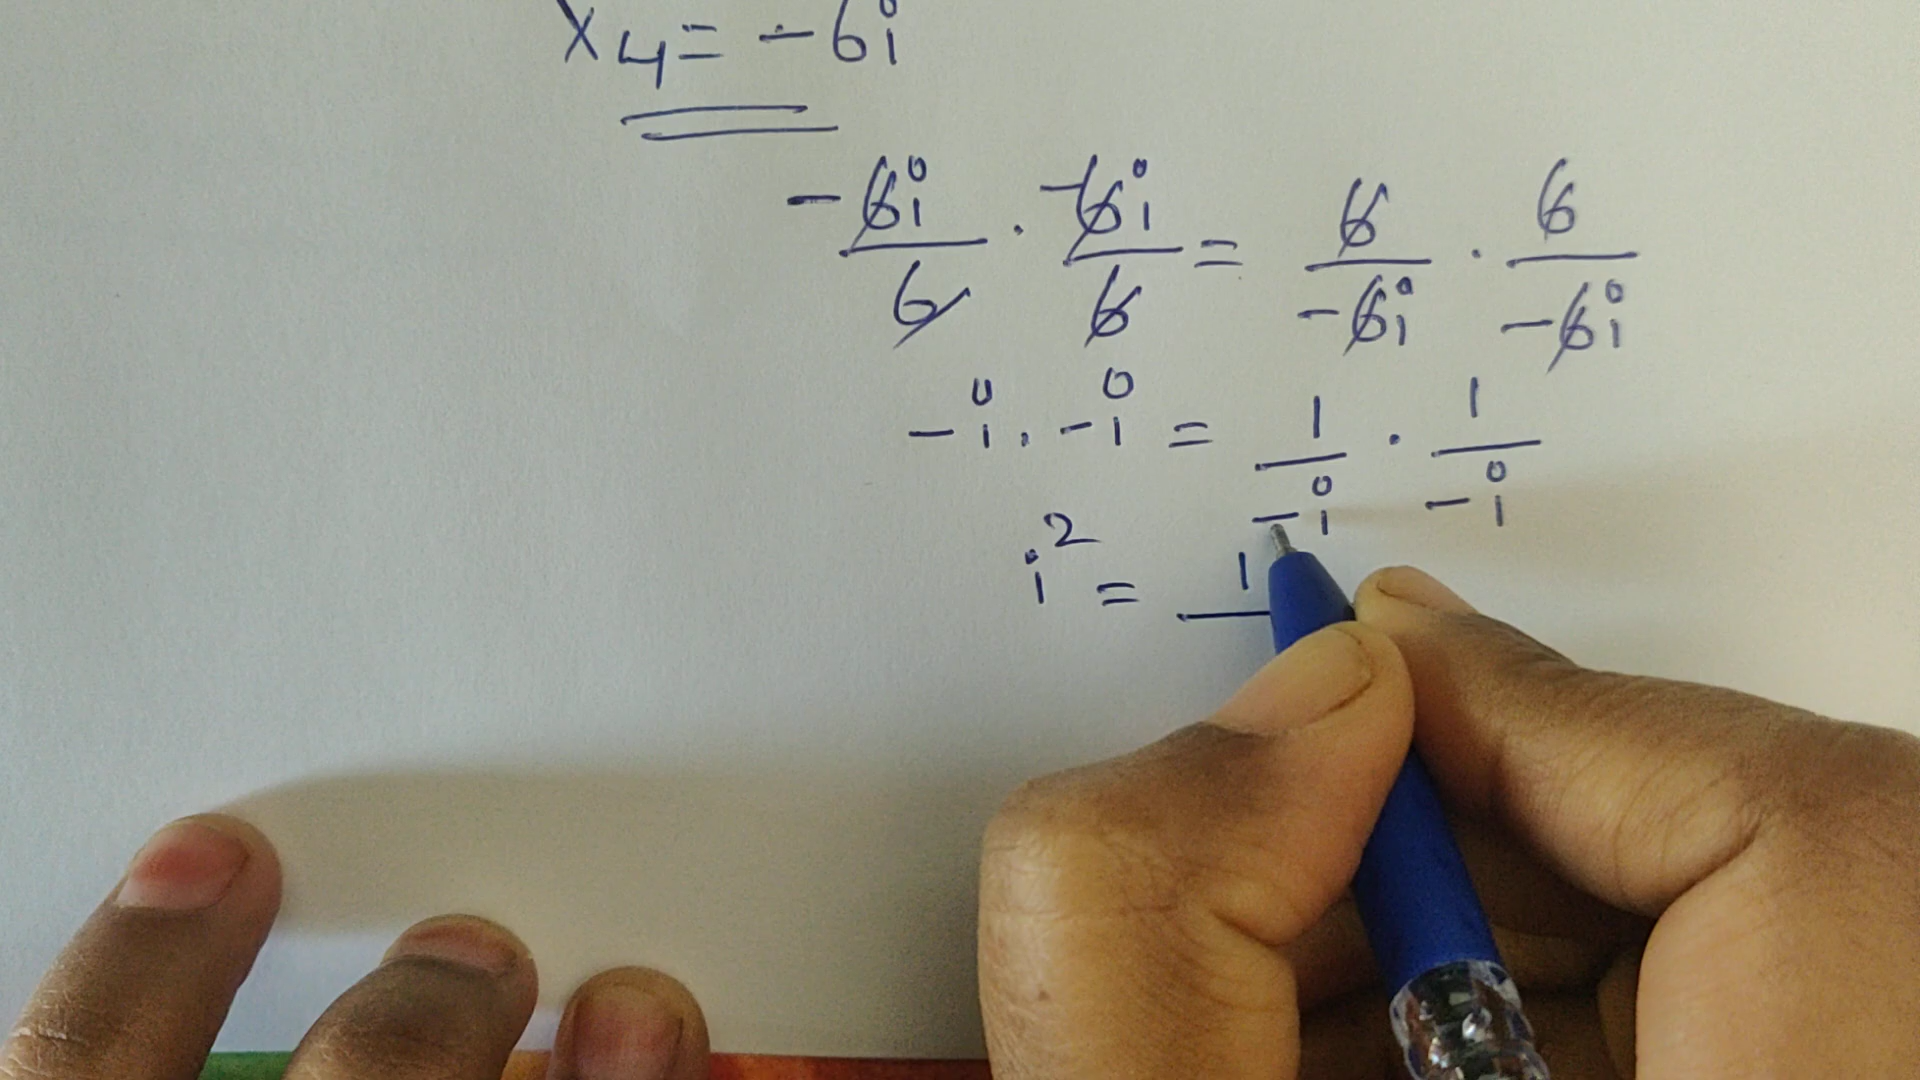 x₄ = -6i
-6i/6 · -6i/6 = 6/-6i · 6/-6i
-i · -i = 1/-i · 1/-i
i² = 1/